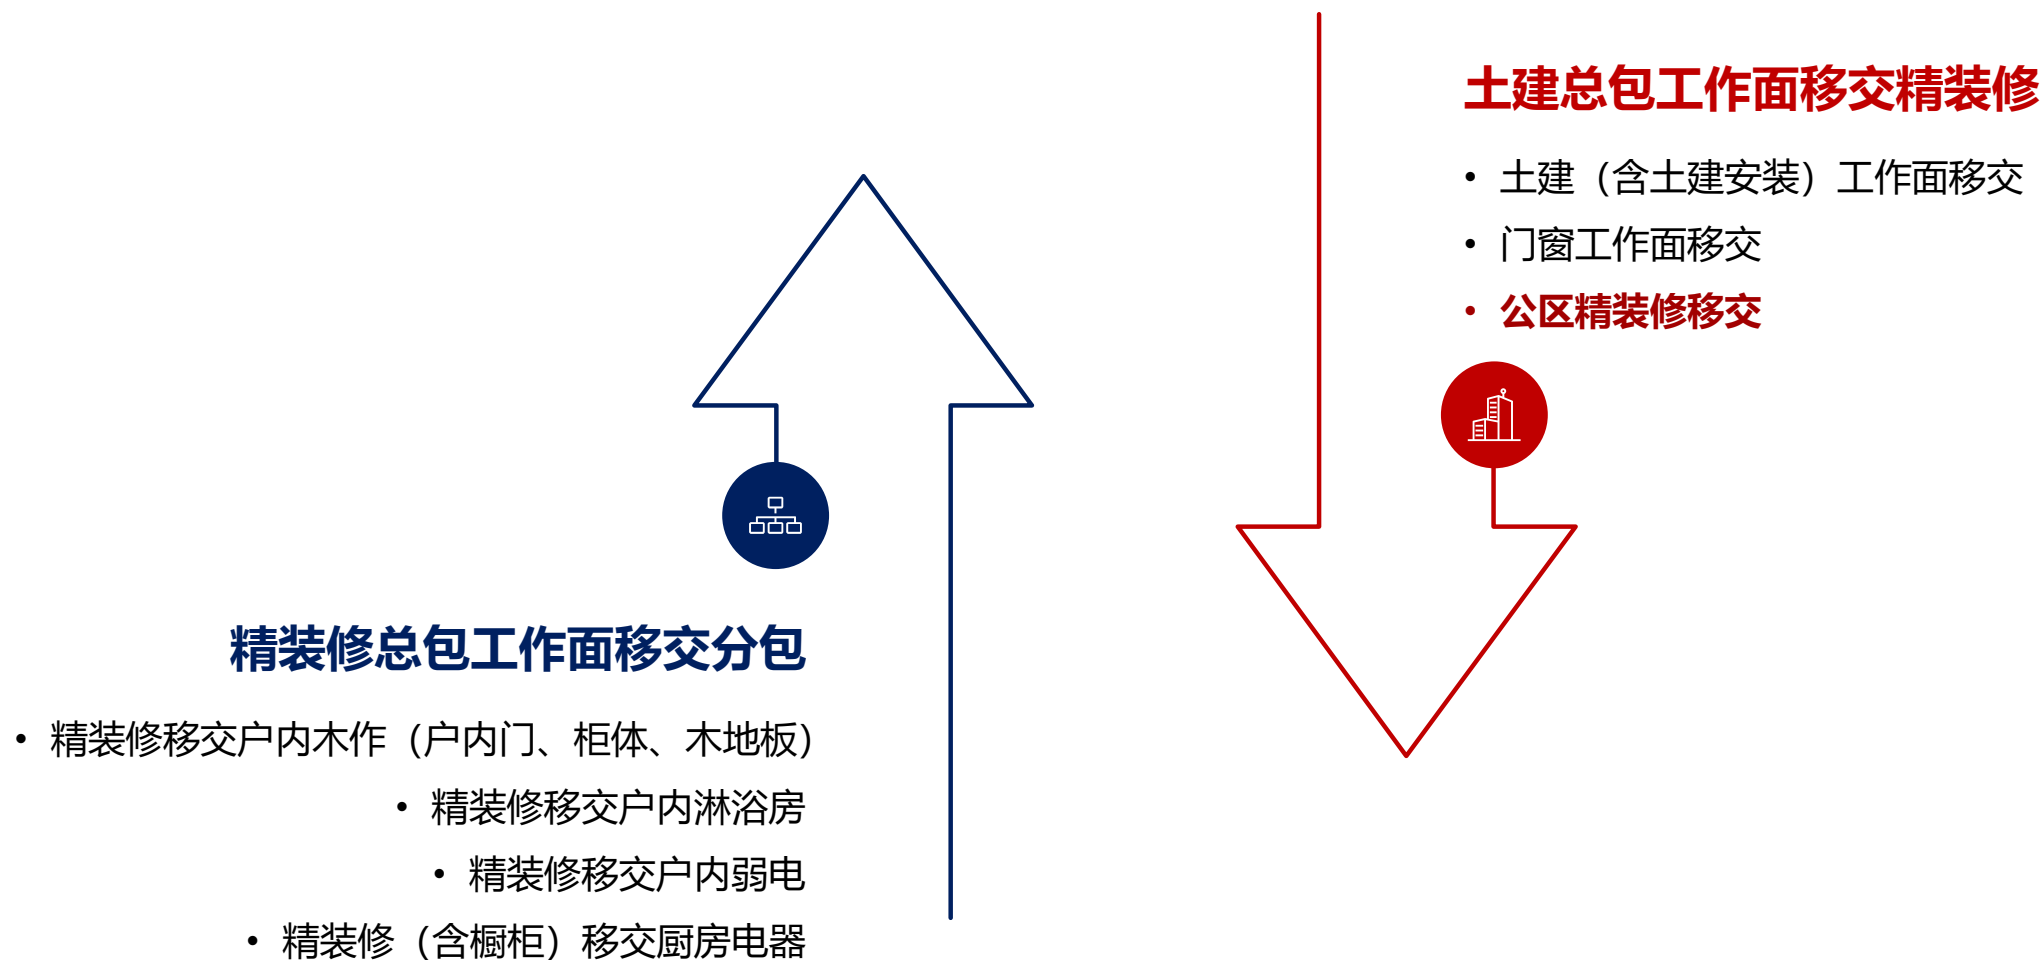 土建总包工作面移交精装修
• 土建（含土建安装）工作面移交
• 门窗工作面移交
• 公区精装修移交
精装修总包工作面移交分包
• 精装修移交户内木作（户内门、柜体、木地板）
• 精装修移交户内淋浴房
• 精装修移交户内弱电
• 精装修（含橱柜）移交厨房电器